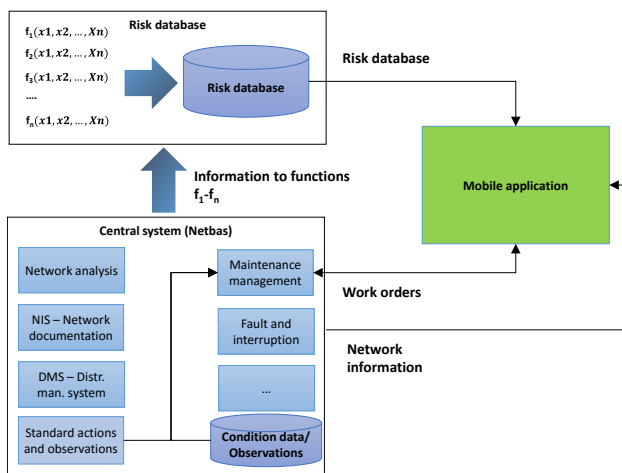 Risk database
f₁(x1, x2, ..., Xn)
f₂(x1, x2, ..., Xn)
f₃(x1, x2, ..., Xn)
....
fₙ(x1, x2, ..., Xn)
Risk database
Risk database
Mobile application
Information to functions
f₁-fₙ
Central system (Netbas)
Network analysis
Maintenance
management
Work orders
NIS – Network
documentation
Fault and
interruption
Network
information
DMS – Distr.
man. system
...
Standard actions
and observations
Condition data/
Observations